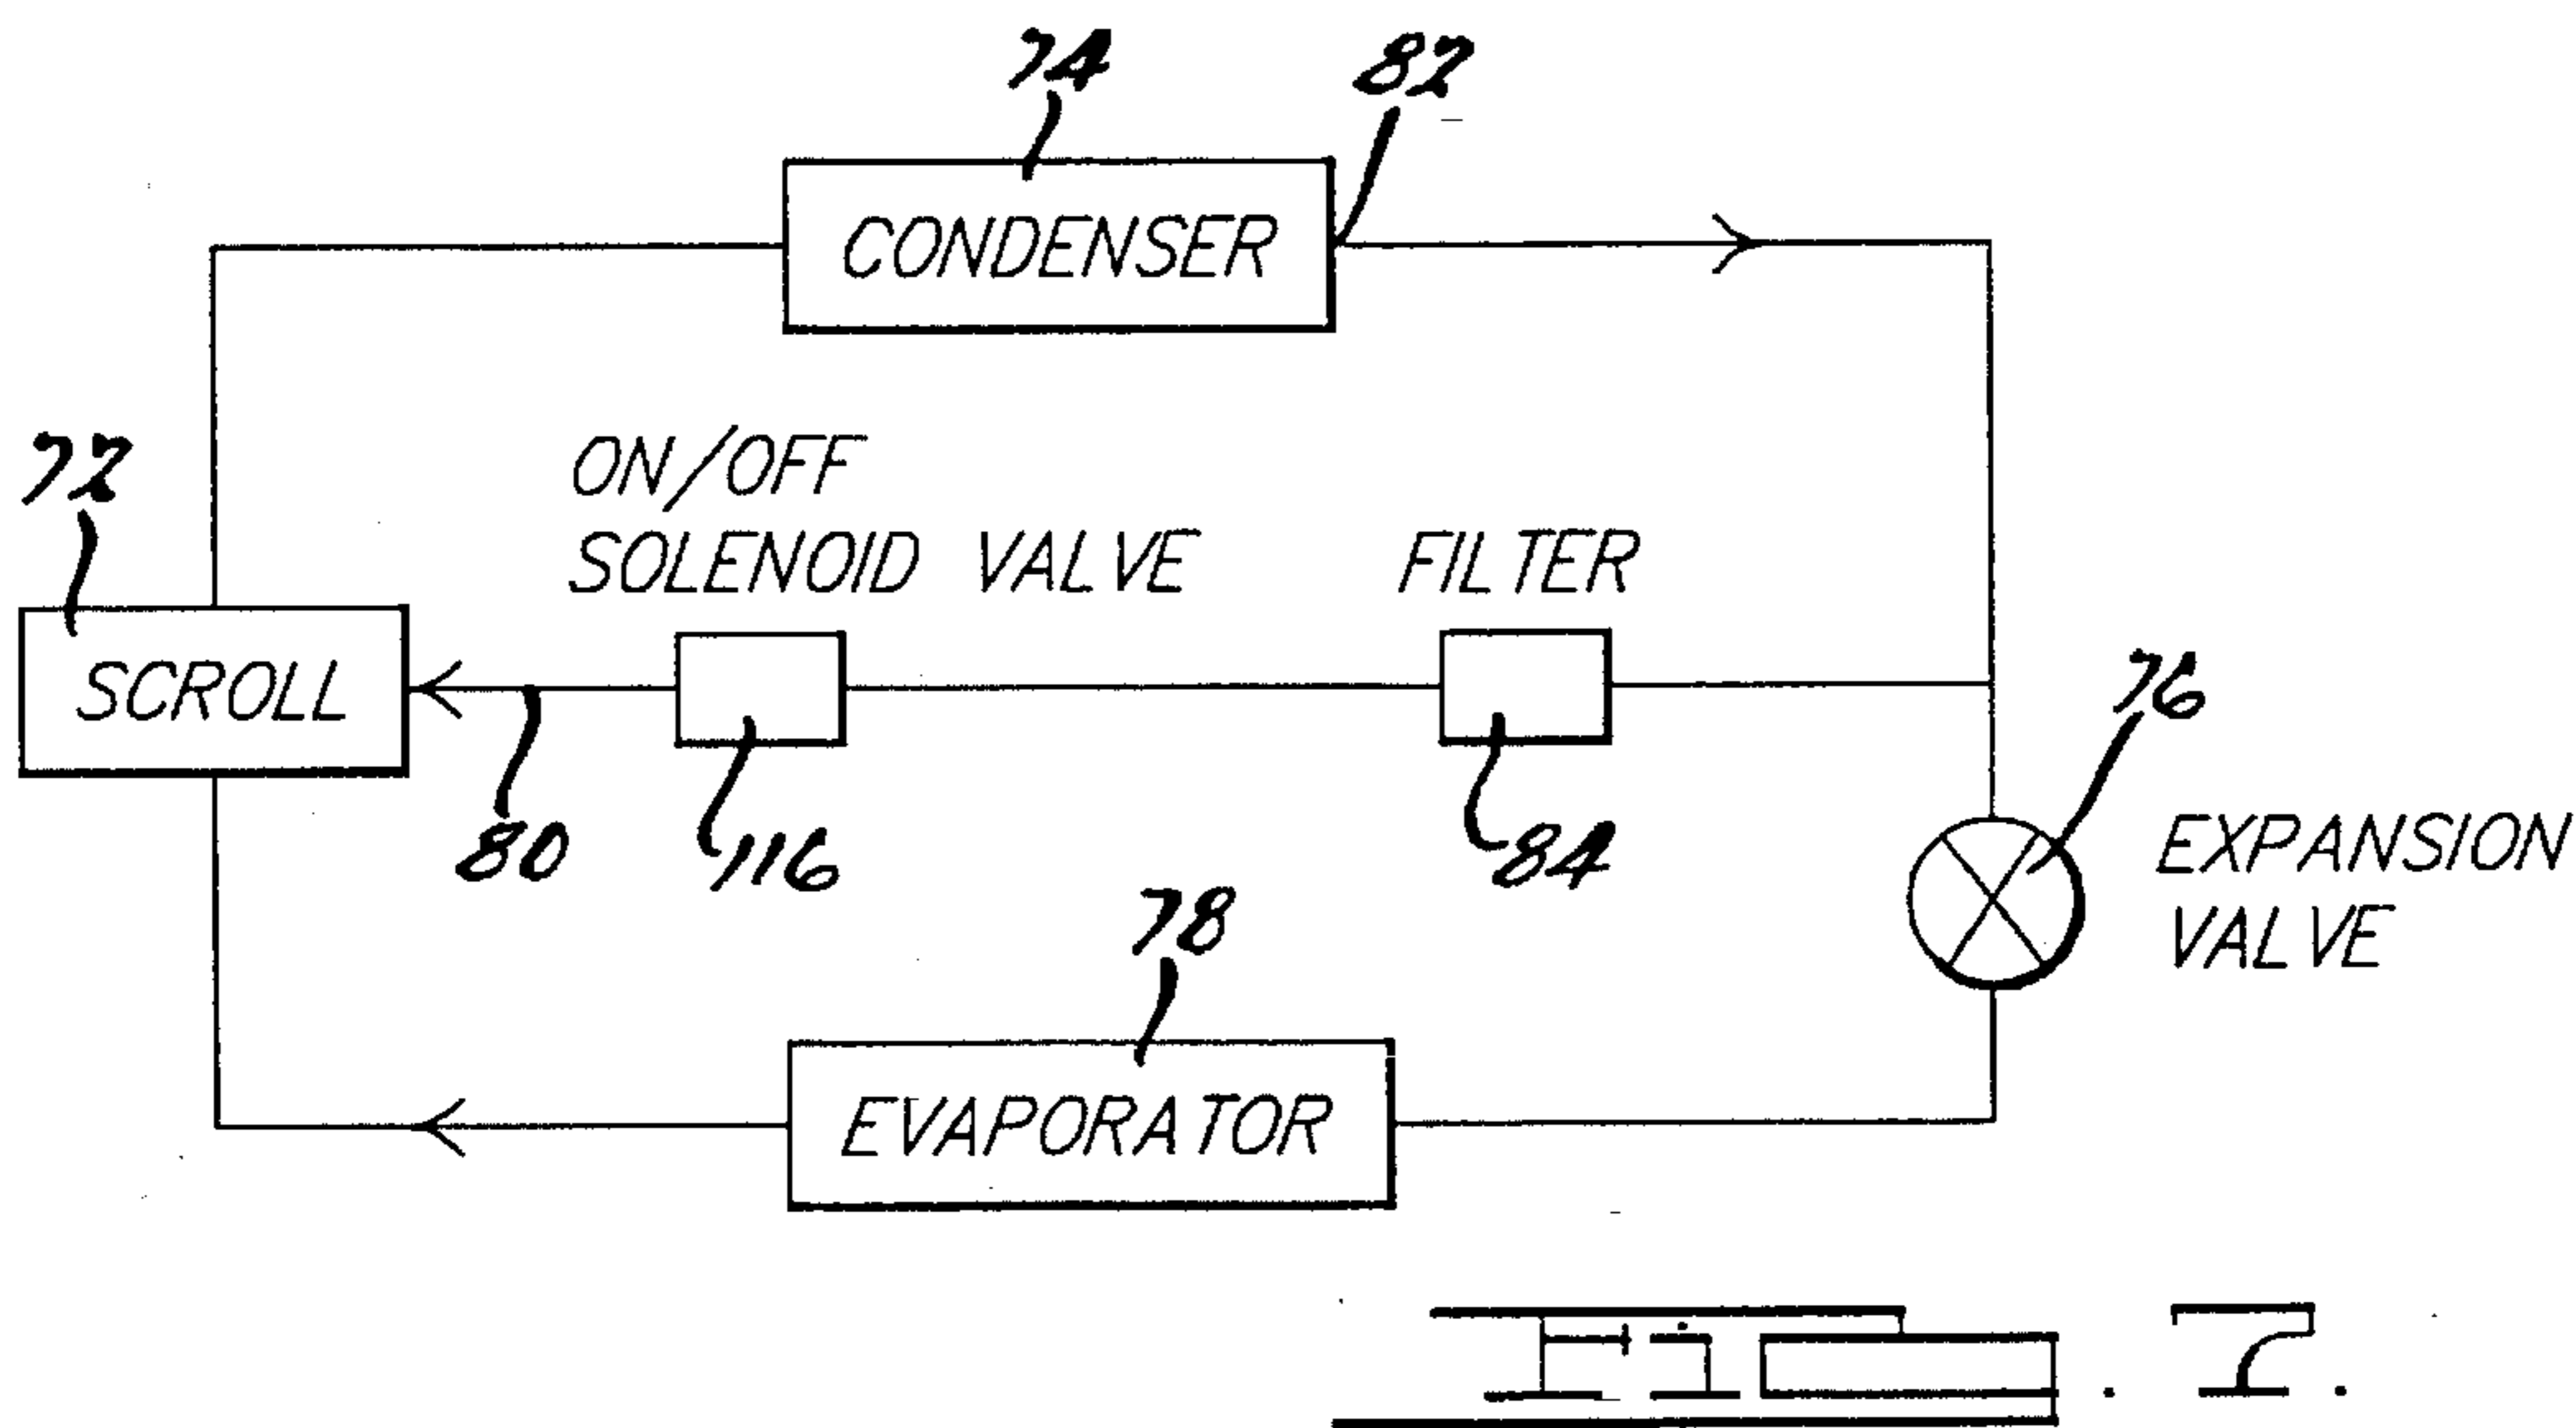 74
82
CONDENSER
72
ON/OFF
SOLENOID VALVE
FILTER
SCROLL
76
80
116
84
EXPANSION
VALVE
78
EVAPORATOR
Fig. 7.